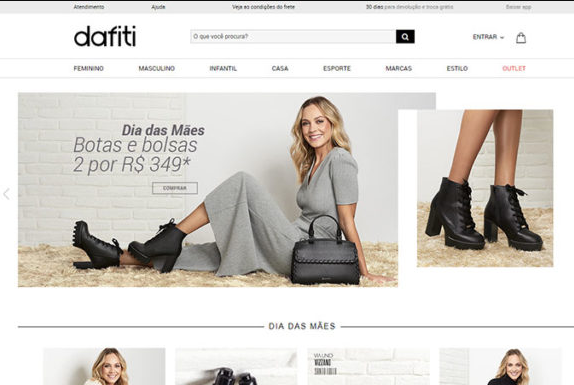 Atendimento
Ajuda
Veja as condições do frete
30 dias para devolução e troca grátis
Baixar app
dafiti
O que você procura?
ENTRAR
FEMININO
MASCULINO
INFANTIL
CASA
ESPORTE
MARCAS
ESTILO
OUTLET
Dia das Mães
Botas e bolsas
2 por R$ 349*
COMPRAR
DIA DAS MÃES
VIZZANO